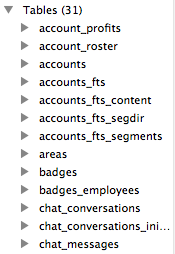 Tables (31)
account_profits
account_roster
accounts
accounts_fts
accounts_fts_content
accounts_fts_segdir
accounts_fts_segments
areas
badges
badges_employees
chat_conversations
chat_conversations_ini...
chat_messages